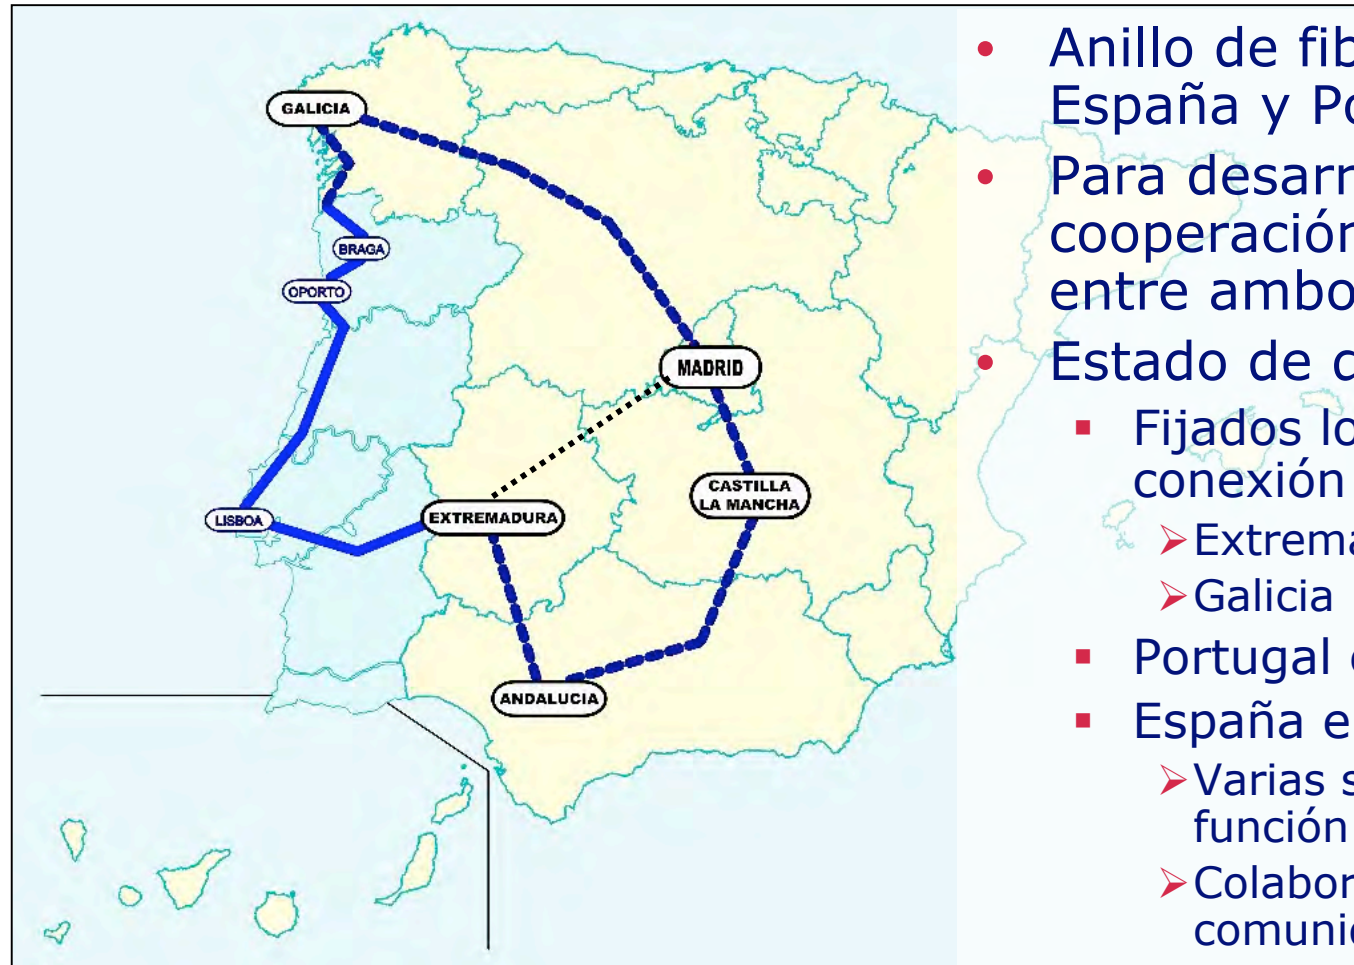 GALICIA
BRAGA
OPORTO
MADRID
CASTILLA
LA MANCHA
LISBOA
EXTREMADURA
ANDALUCIA
• Anillo de fib
España y Po
• Para desarr
cooperación
entre ambo
• Estado de d
▪ Fijados lo
conexión
➢Extrema
➢Galicia
▪ Portugal
▪ España e
➢Varias s
función
➢Colabor
comunic